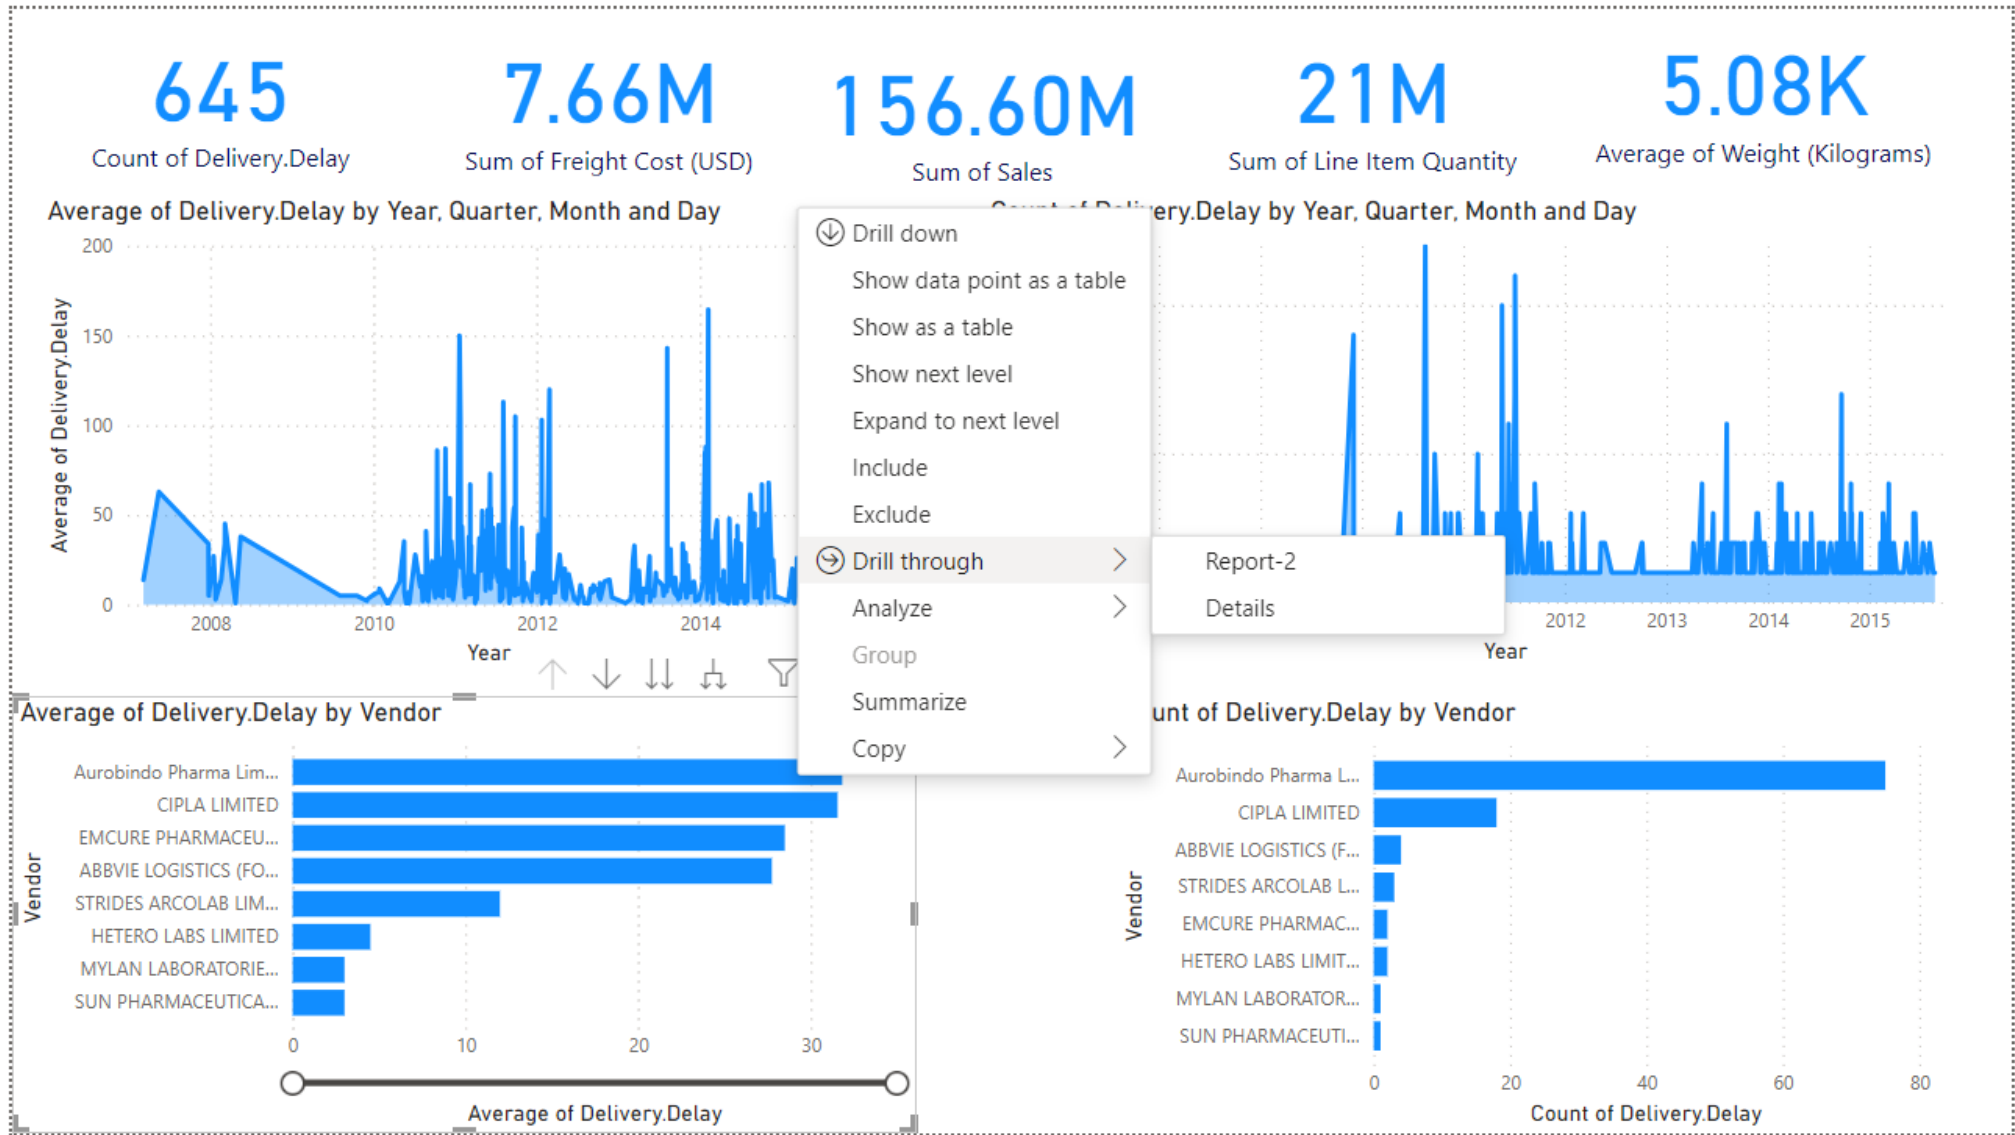 645
Count of Delivery.Delay
7.66M
Sum of Freight Cost (USD)
156.60M
Sum of Sales
21M
Sum of Line Item Quantity
5.08K
Average of Weight (Kilograms)
Average of Delivery.Delay by Year, Quarter, Month and Day
200
150
100
50
0
Average of Delivery.Delay
2008
2010
2012
2014
Year
Count of Delivery.Delay by Year, Quarter, Month and Day
2012
2013
2014
2015
Year
Drill down
Show data point as a table
Show as a table
Show next level
Expand to next level
Include
Exclude
Drill through
Analyze
Group
Summarize
Copy
Report-2
Details
Average of Delivery.Delay by Vendor
Vendor
Aurobindo Pharma Lim...
CIPLA LIMITED
EMCURE PHARMACEU...
ABBVIE LOGISTICS (FO...
STRIDES ARCOLAB LIM...
HETERO LABS LIMITED
MYLAN LABORATORIE...
SUN PHARMACEUTICA...
0
10
20
30
Average of Delivery.Delay
unt of Delivery.Delay by Vendor
Vendor
Aurobindo Pharma L...
CIPLA LIMITED
ABBVIE LOGISTICS (F...
STRIDES ARCOLAB L...
EMCURE PHARMAC...
HETERO LABS LIMIT...
MYLAN LABORATOR...
SUN PHARMACEUTI...
0
20
40
60
80
Count of Delivery.Delay